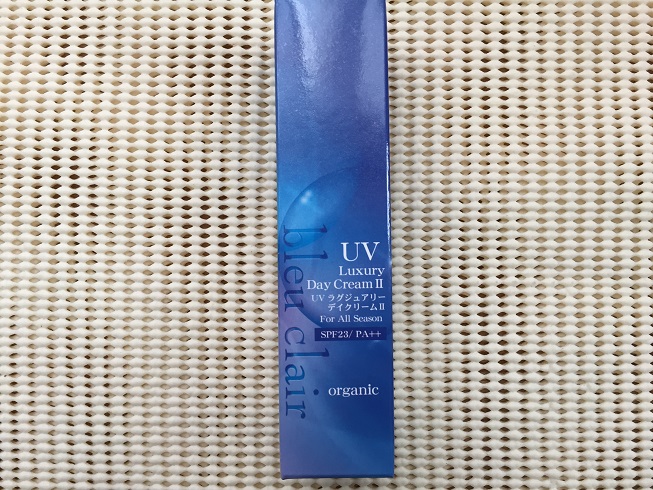 bleu clair
UV
Luxury
Day Cream II
UV ラグジュアリー
デイクリーム II
For All Season
SPF23/ PA++
organic